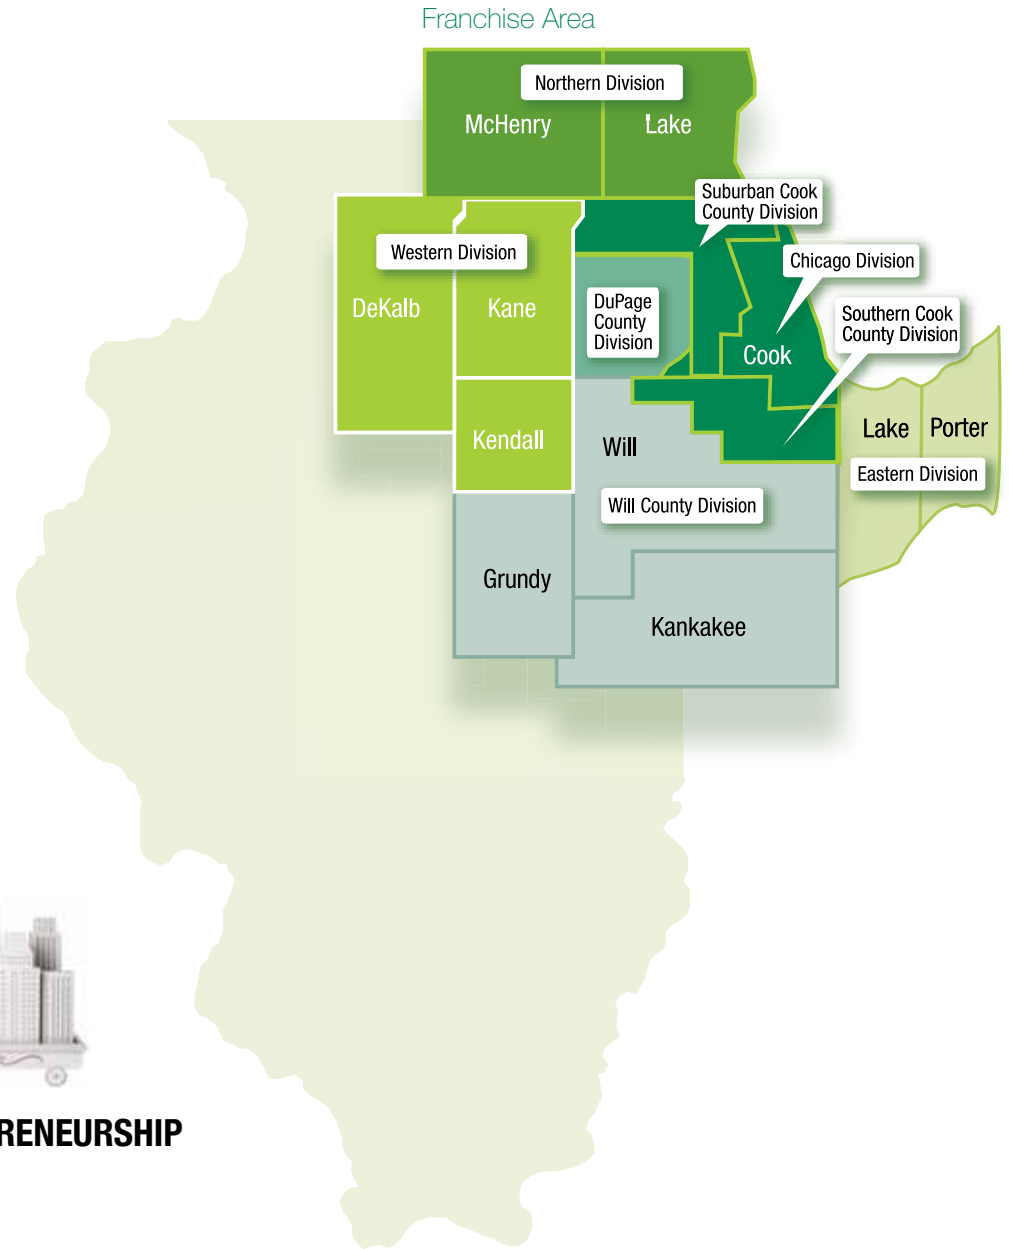 Franchise Area
Northern Division
McHenry
Lake
Suburban Cook
County Division
Western Division
Chicago Division
DeKalb
Kane
DuPage
County
Division
Southern Cook
County Division
Cook
Kendall
Will
Lake
Porter
Eastern Division
Will County Division
Grundy
Kankakee
RENEURSHIP